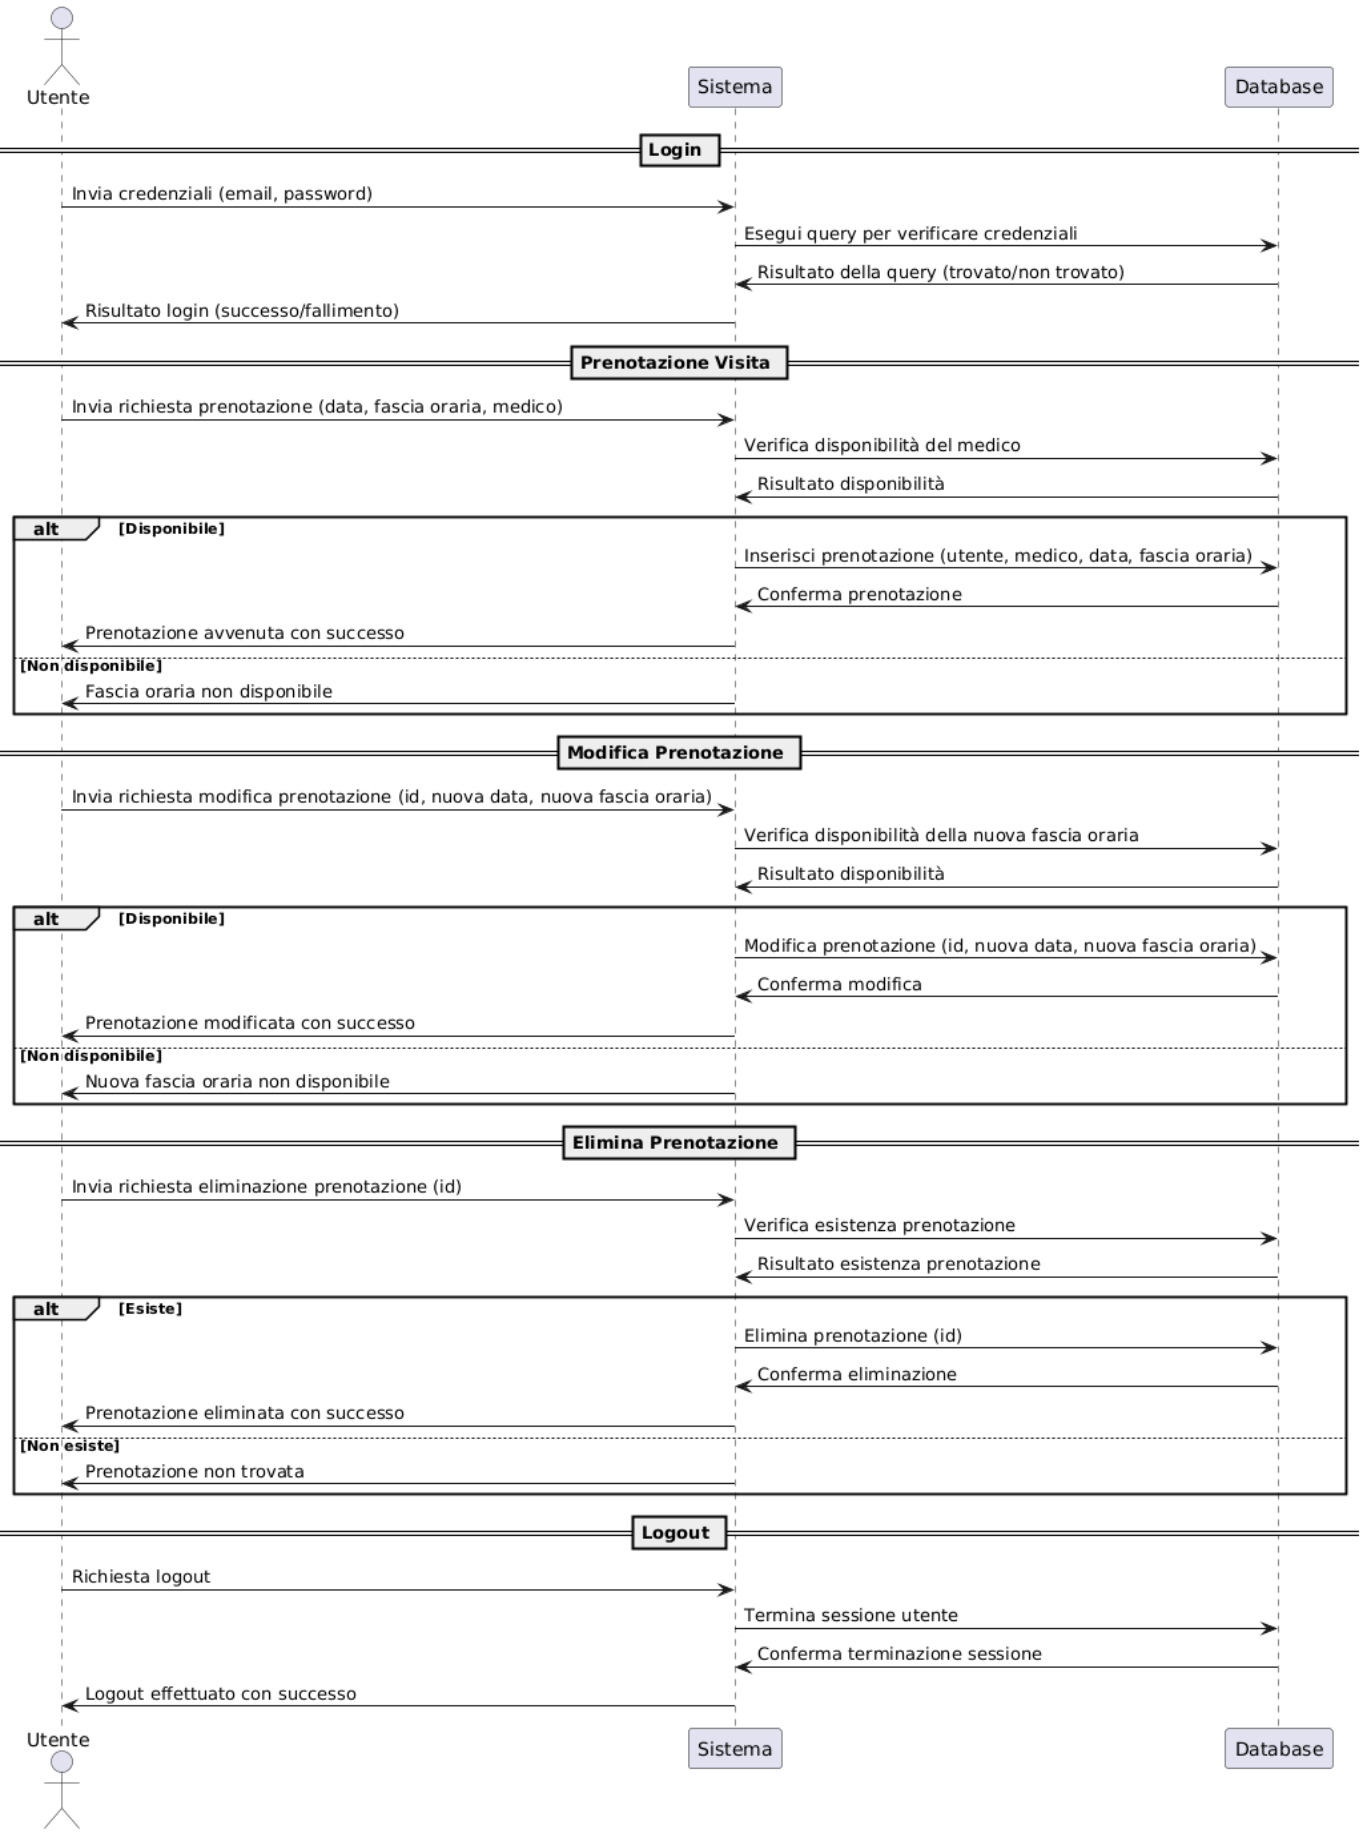 Utente
Sistema
Database
Login
Invia credenziali (email, password)
Esegui query per verificare credenziali
Risultato della query (trovato/non trovato)
Risultato login (successo/fallimento)
Prenotazione Visita
Invia richiesta prenotazione (data, fascia oraria, medico)
Verifica disponibilità del medico
Risultato disponibilità
alt [Disponibile]
Inserisci prenotazione (utente, medico, data, fascia oraria)
Conferma prenotazione
Prenotazione avvenuta con successo
[Non disponibile]
Fascia oraria non disponibile
Modifica Prenotazione
Invia richiesta modifica prenotazione (id, nuova data, nuova fascia oraria)
Verifica disponibilità della nuova fascia oraria
Risultato disponibilità
alt [Disponibile]
Modifica prenotazione (id, nuova data, nuova fascia oraria)
Conferma modifica
Prenotazione modificata con successo
[Non disponibile]
Nuova fascia oraria non disponibile
Elimina Prenotazione
Invia richiesta eliminazione prenotazione (id)
Verifica esistenza prenotazione
Risultato esistenza prenotazione
alt [Esiste]
Elimina prenotazione (id)
Conferma eliminazione
Prenotazione eliminata con successo
[Non esiste]
Prenotazione non trovata
Logout
Richiesta logout
Termina sessione utente
Conferma terminazione sessione
Logout effettuato con successo
Utente
Sistema
Database